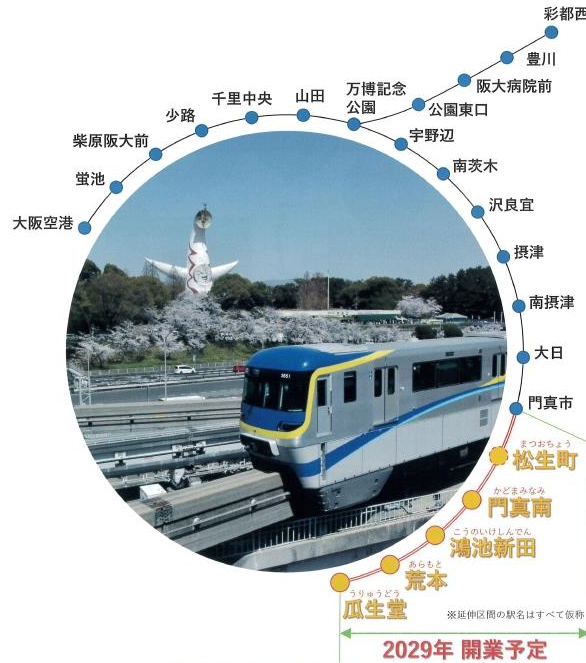 彩都西
豊川
阪大病院前
公園東口
万博記念
公園
山田
千里中央
少路
柴原阪大前
蛍池
大阪空港
宇野辺
南茨木
沢良宜
摂津
南摂津
大日
門真市
まつおちょう
松生町
かどまみなみ
門真南
こうのいけしんでん
鴻池新田
あらもと
荒本
うりゅうどう
瓜生堂
※延伸区間の駅名はすべて仮称
2029年 開業予定
3651